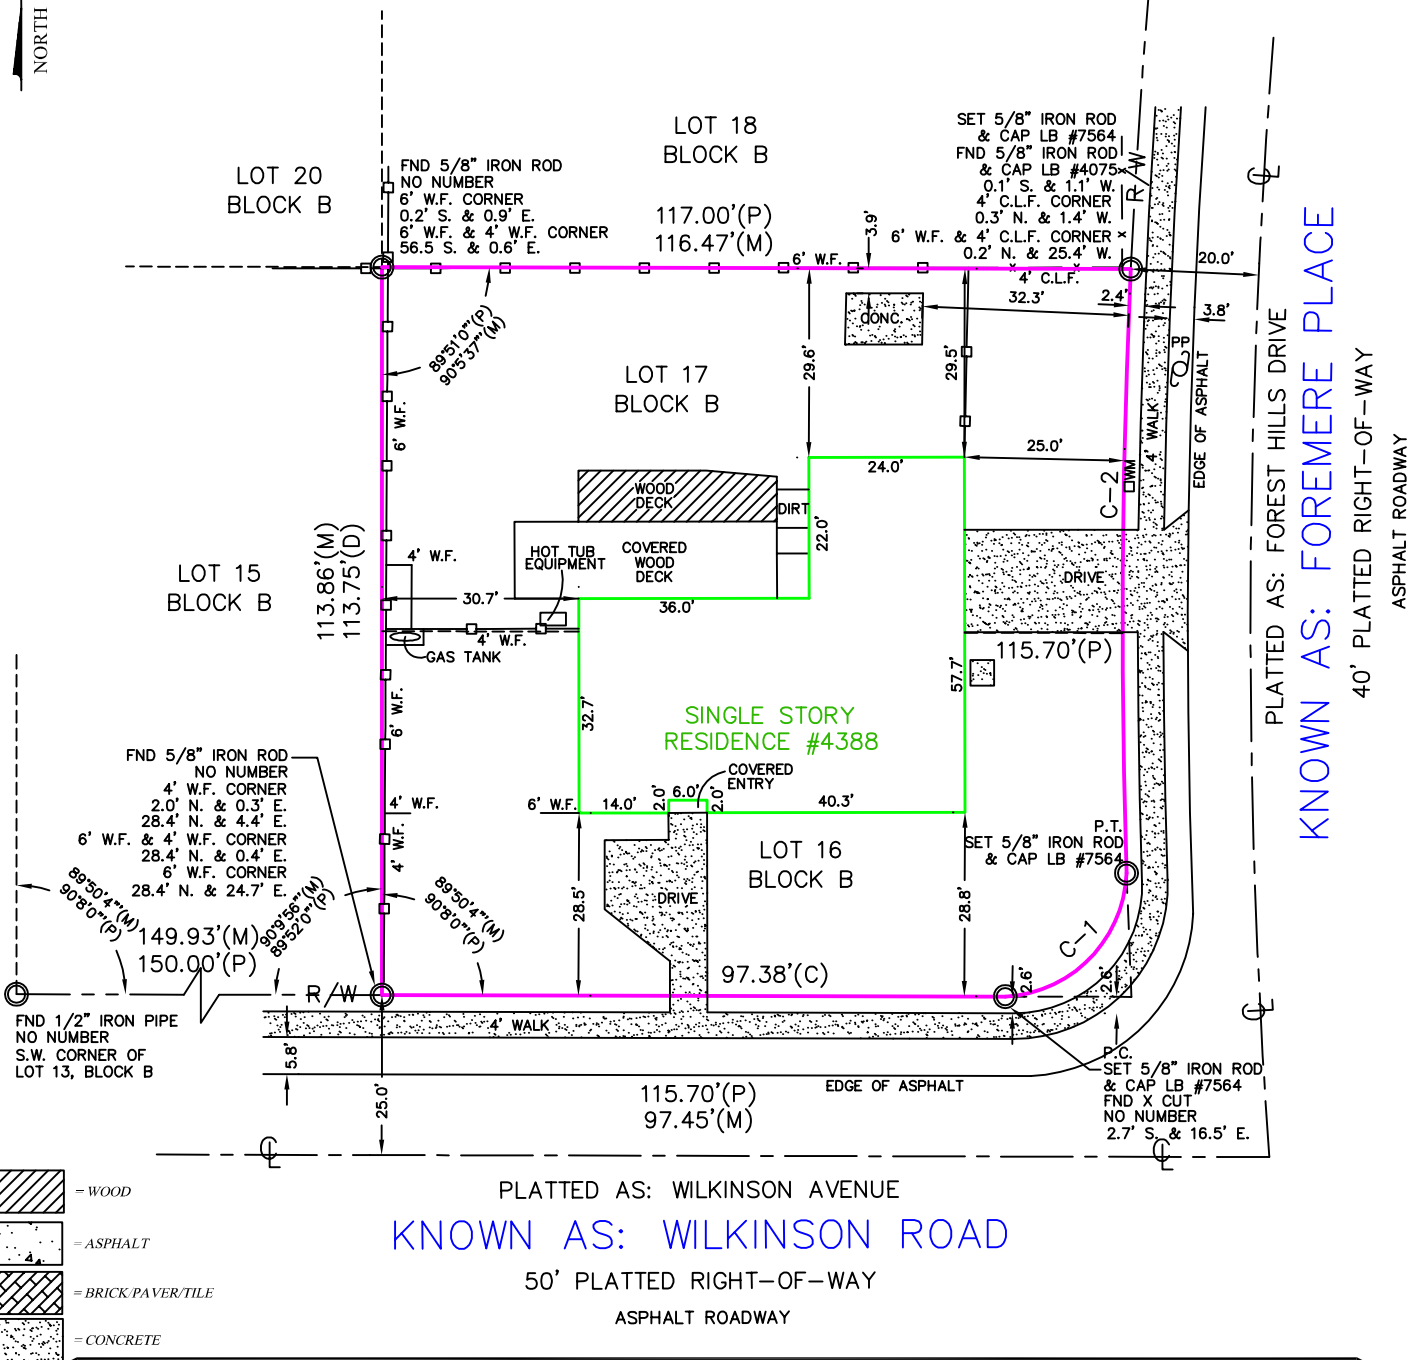 NORTH
LOT 18
BLOCK B
LOT 20
BLOCK B
FND 5/8" IRON ROD
NO NUMBER
6' W.F. CORNER
0.2' S. & 0.9' E.
6' W.F. & 4' W.F. CORNER
56.5 S. & 0.6' E.
117.00'(P)
116.47'(M)
SET 5/8" IRON ROD
& CAP LB #7564
FND 5/8" IRON ROD
& CAP LB #4075
0.1' S. & 1.1' W.
4' C.L.F. CORNER
0.3' N. & 1.4' W.
6' W.F. & 4' C.L.F. CORNER
0.2' N. & 25.4' W.
R/W
3.9'
6' W.F.
4' C.L.F.
20.0'
32.3'
2.4'
3.8'
CONC.
PP
89°51'0"'(P)
90°5'37"'(M)
29.6'
29.5'
LOT 17
BLOCK B
6' W.F.
4' WALK
EDGE OF ASPHALT
25.0'
24.0'
WM
C-2
WOOD
DECK
DIRT
22.0'
HOT TUB
EQUIPMENT
COVERED
WOOD
DECK
4' W.F.
113.86'(M)
113.75'(D)
LOT 15
BLOCK B
30.7'
36.0'
DRIVE
4' W.F.
GAS TANK
115.70'(P)
57.7'
32.7'
6' W.F.
SINGLE STORY
RESIDENCE #4388
COVERED
ENTRY
FND 5/8" IRON ROD
NO NUMBER
4' W.F. CORNER
2.0' N. & 0.3' E.
28.4' N. & 4.4' E.
6' W.F. & 4' W.F. CORNER
28.4' N. & 0.4' E.
6' W.F. CORNER
28.4' N. & 24.7' E.
4' W.F.
6' W.F.
14.0'
2.0'
6.0'
2.0'
40.3'
4' W.F.
P.T.
SET 5/8" IRON ROD
& CAP LB #7564
LOT 16
BLOCK B
DRIVE
28.5'
28.8'
89°50'4"'(M)
90°8'0"'(P)
149.93'(M)
150.00'(P)
90°9'56"'(M)
89°52'0"'(P)
89°50'4"'(M)
90°8'0"'(P)
C-1
97.38'(C)
2.6'
2.6'
R/W
FND 1/2" IRON PIPE
NO NUMBER
S.W. CORNER OF
LOT 13, BLOCK B
4' WALK
5.8'
25.0'
115.70'(P)
97.45'(M)
EDGE OF ASPHALT
P.C.
SET 5/8" IRON ROD
& CAP LB #7564
FND X CUT
NO NUMBER
2.7' S. & 16.5' E.
PLATTED AS: FOREST HILLS DRIVE
KNOWN AS: FOREMERE PLACE
40' PLATTED RIGHT-OF-WAY
ASPHALT ROADWAY
PLATTED AS: WILKINSON AVENUE
KNOWN AS: WILKINSON ROAD
50' PLATTED RIGHT-OF-WAY
ASPHALT ROADWAY
= WOOD
= ASPHALT
= BRICK/PAVER/TILE
= CONCRETE